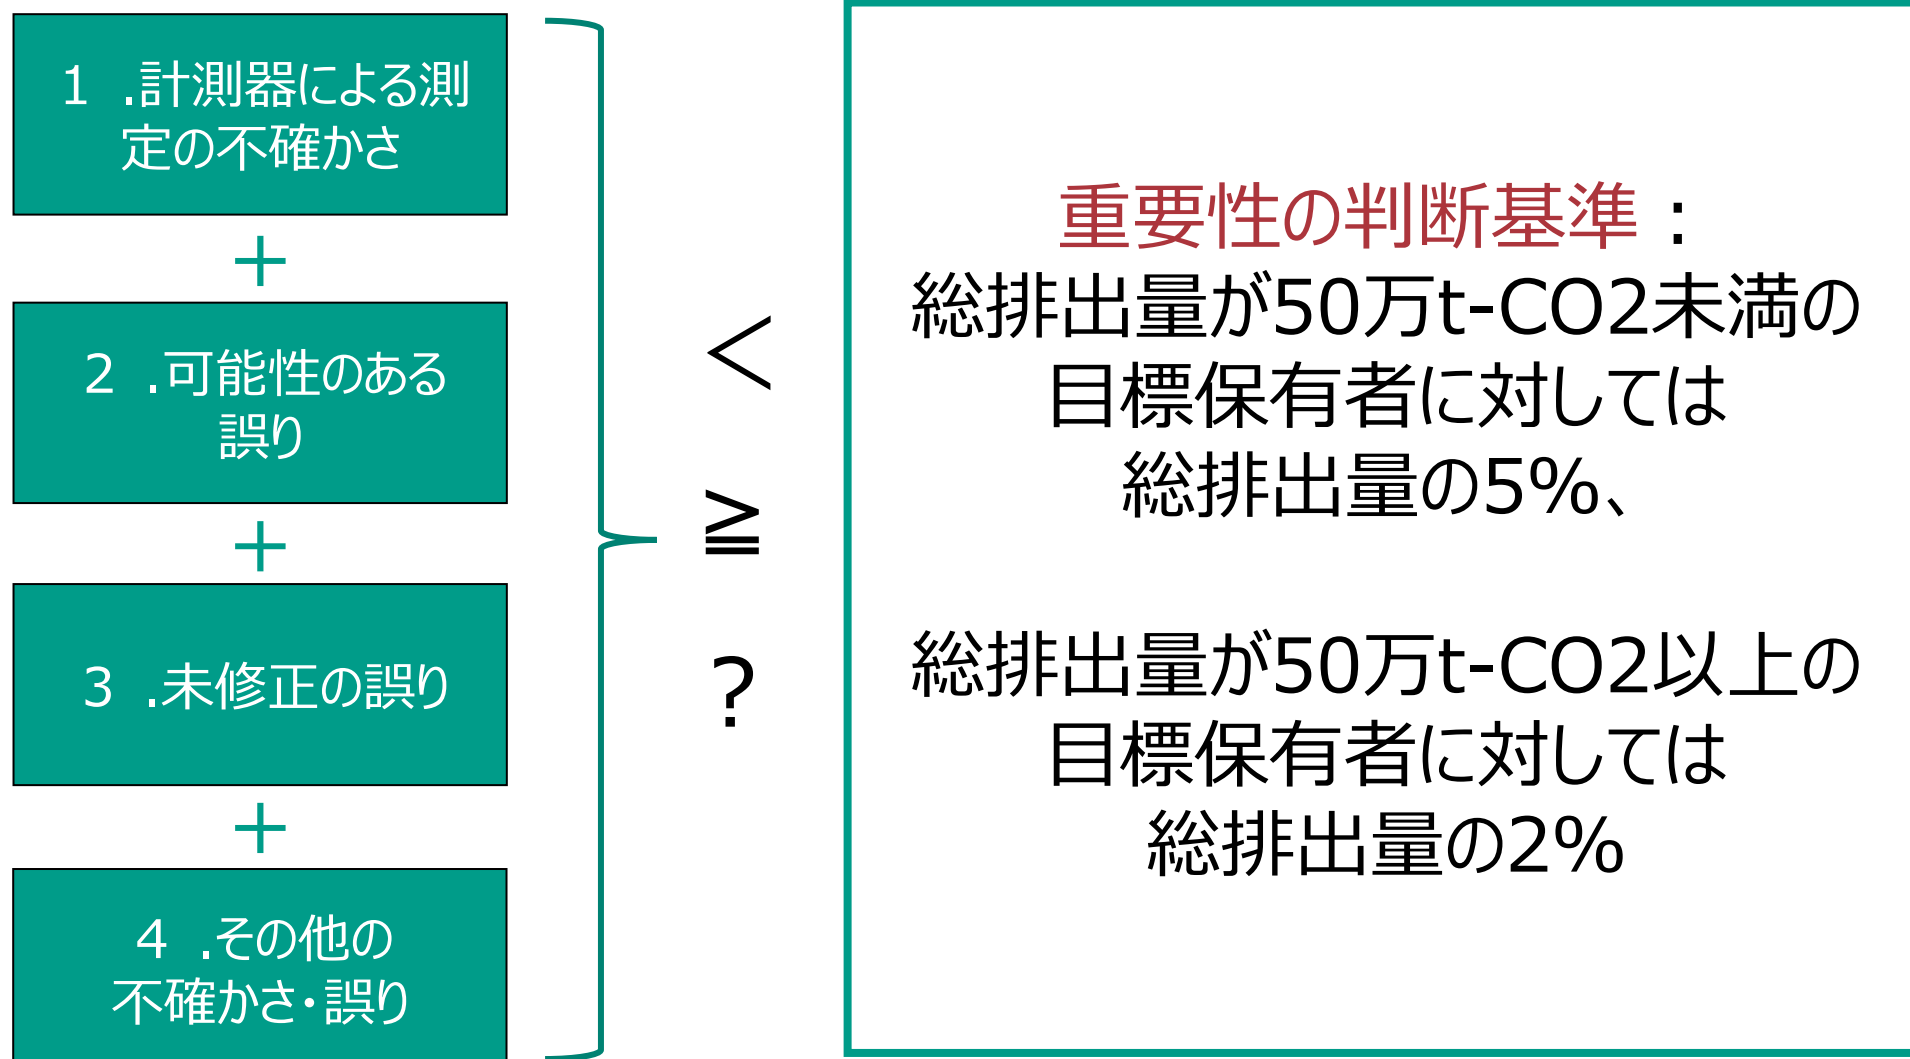 1 .計測器による測
定の不確かさ
＋
2 .可能性のある
誤り
＋
3 .未修正の誤り
＋
4 .その他の
不確かさ・誤り
＜
≧
?
重要性の判断基準：
総排出量が50万t-CO2未満の
目標保有者に対しては
総排出量の5%、
総排出量が50万t-CO2以上の
目標保有者に対しては
総排出量の2%